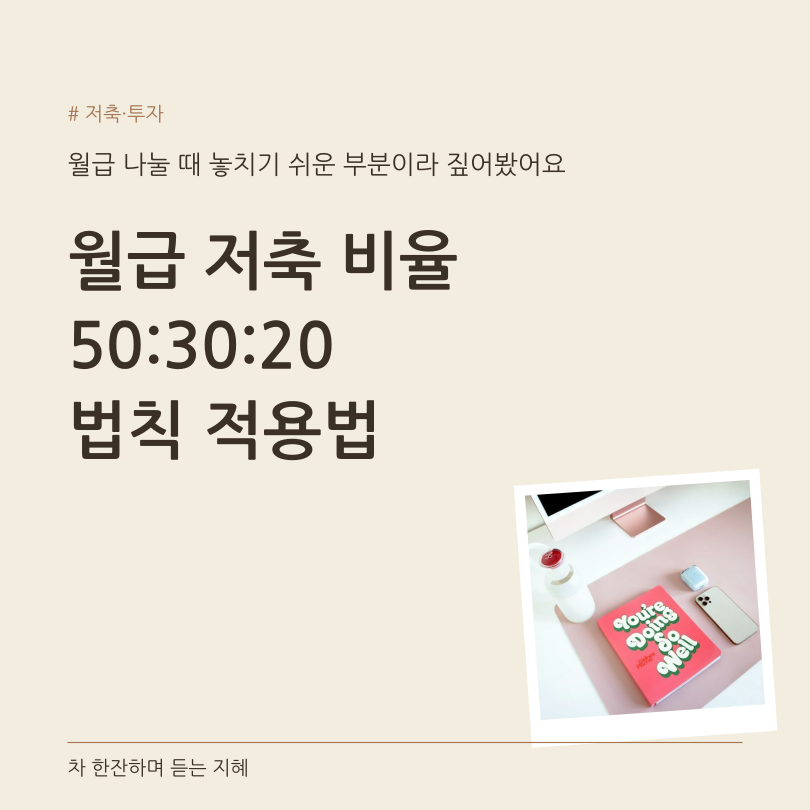 # 저축·투자
월급 나눌 때 놓치기 쉬운 부분이라 짚어봤어요
월급 저축 비율
50:30:20
법칙 적용법
You're
Doing
So
Well
차 한잔하며 듣는 지혜